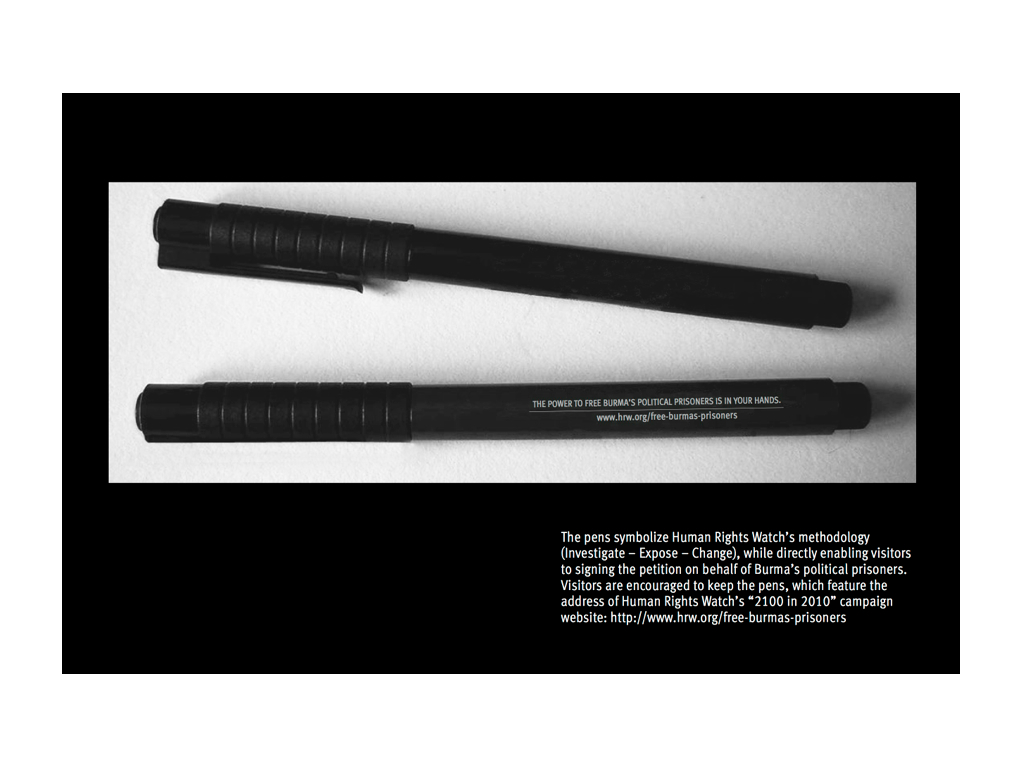 THE POWER TO FREE BURMA'S POLITICAL PRISONERS IS IN YOUR HANDS.
www.hrw.org/free-burmas-prisoners
The pens symbolize Human Rights Watch's methodology
(Investigate – Expose – Change), while directly enabling visitors
to signing the petition on behalf of Burma's political prisoners.
Visitors are encouraged to keep the pens, which feature the
address of Human Rights Watch's “2100 in 2010” campaign
website: http://www.hrw.org/free-burmas-prisoners